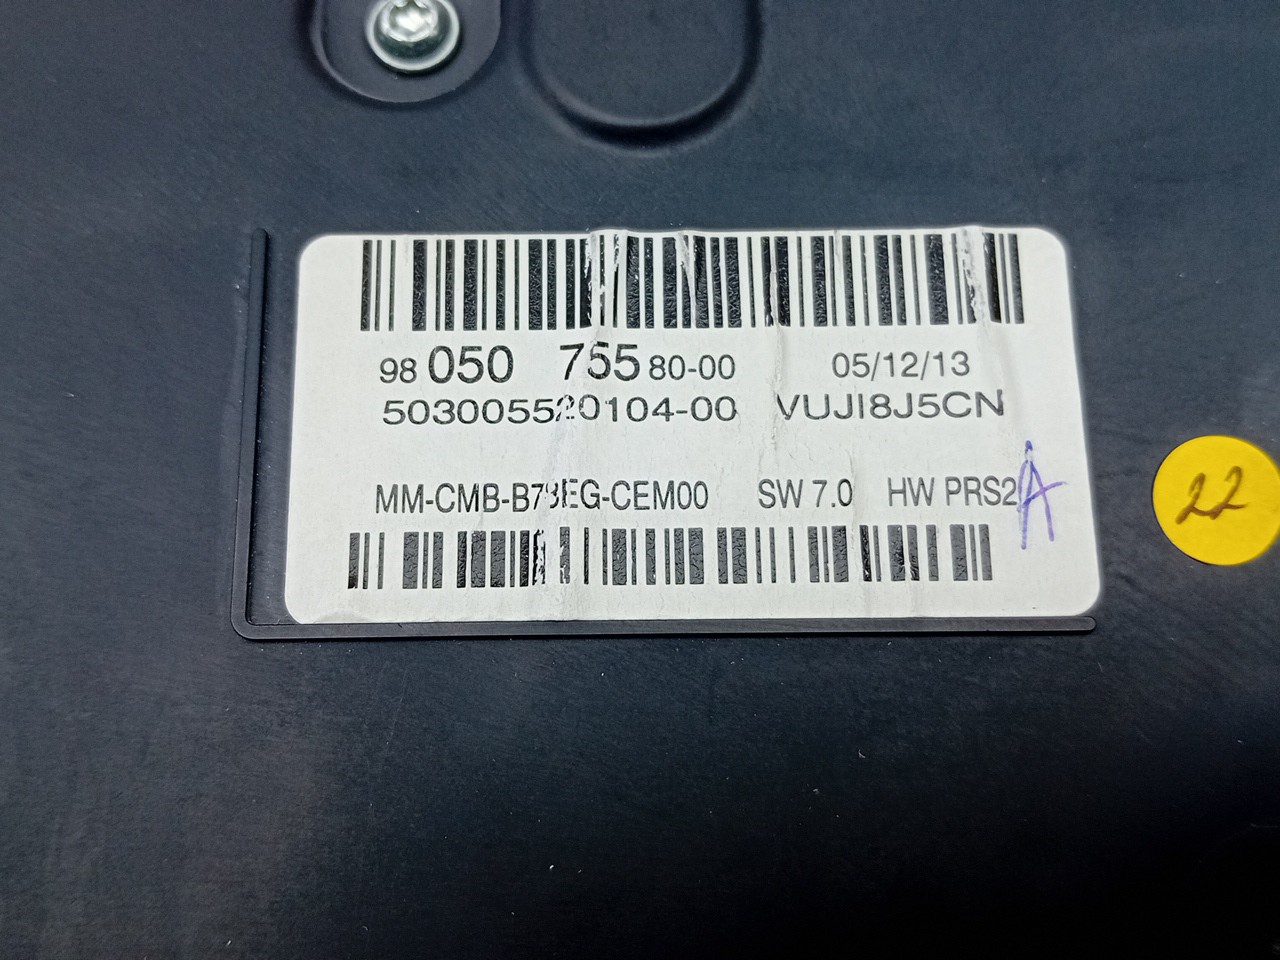 98 050 755 80-00 05/12/13
503005520104-00 VUJI8J5CN
MM-CMB-B78EG-CEM00 SW 7.0 HW PRS2
A
22